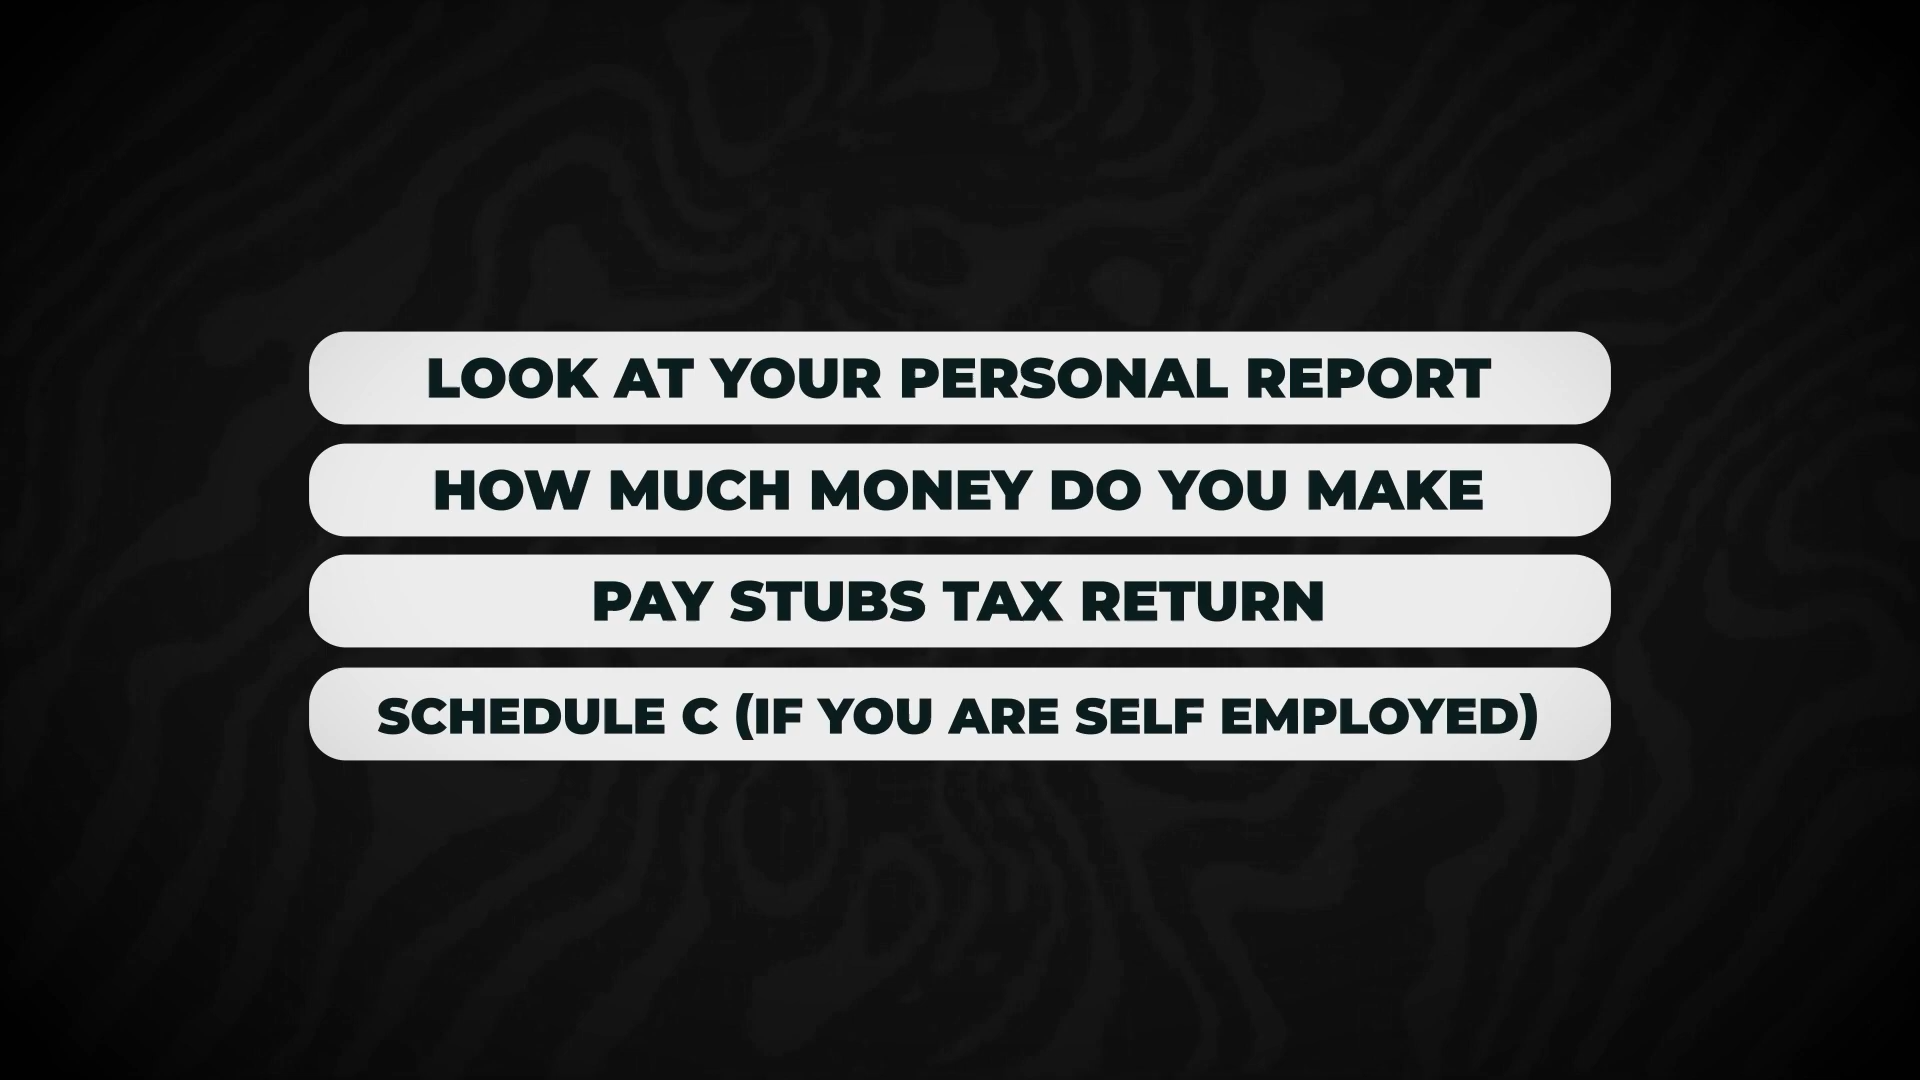 LOOK AT YOUR PERSONAL REPORT
HOW MUCH MONEY DO YOU MAKE
PAY STUBS TAX RETURN
SCHEDULE C (IF YOU ARE SELF EMPLOYED)